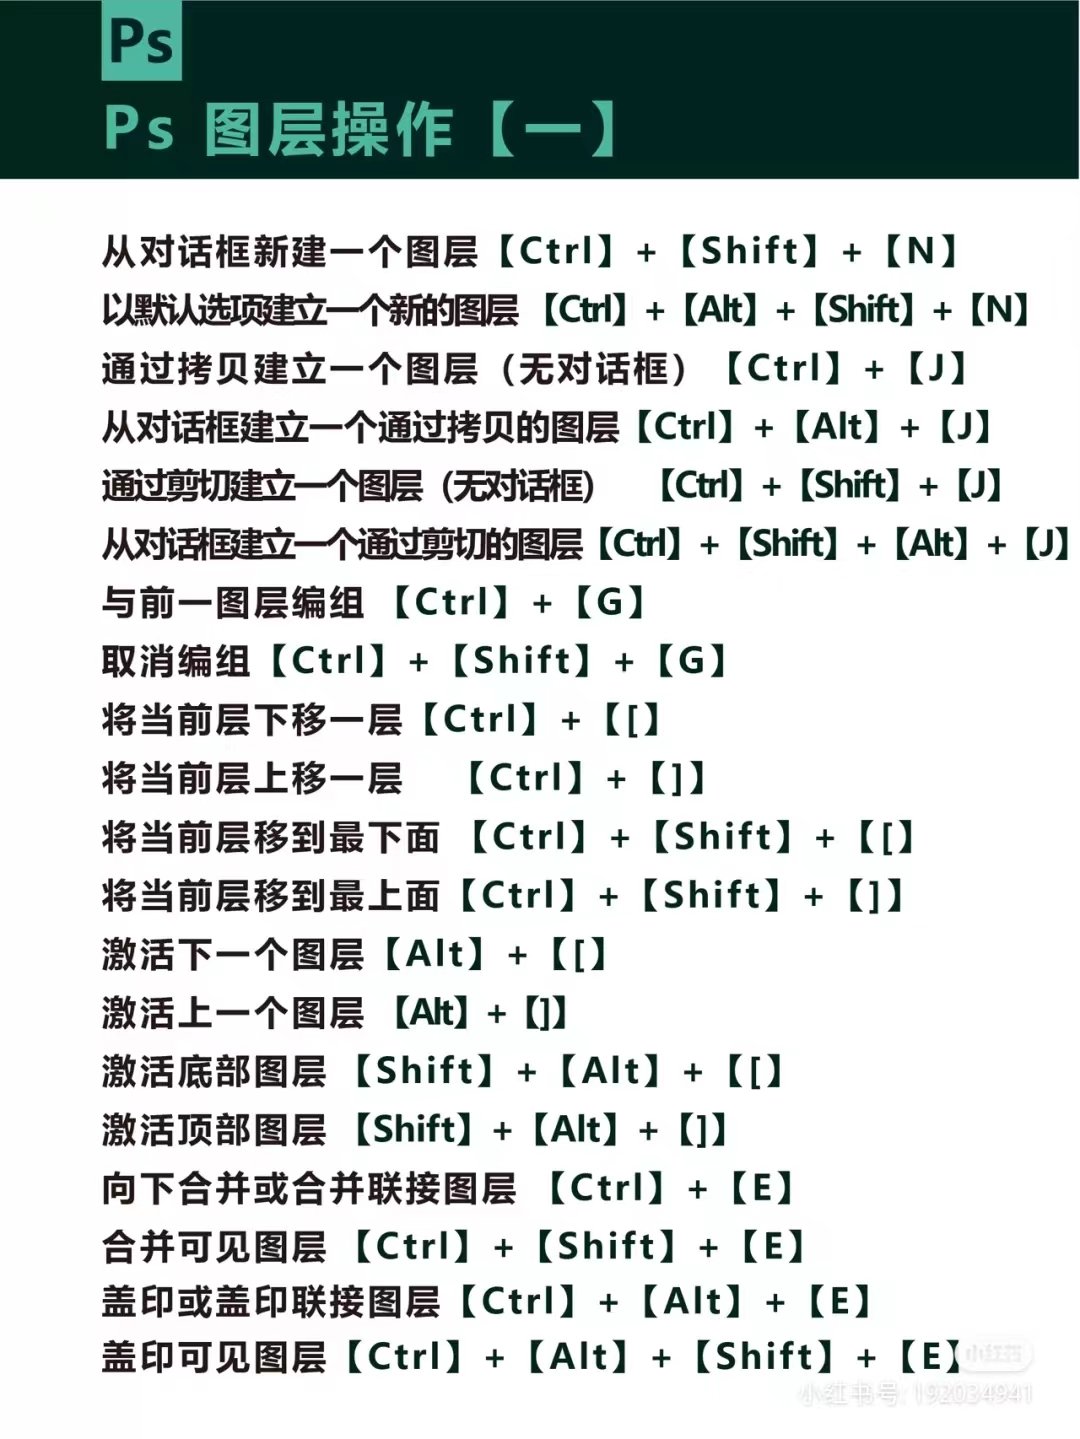 Ps
Ps 图层操作【一】
从对话框新建一个图层【Ctrl】+【Shift】+【N】
以默认选项建立一个新的图层 【Ctrl】+【Alt】+【Shift】+【N】
通过拷贝建立一个图层（无对话框）【Ctrl】+【J】
从对话框建立一个通过拷贝的图层【Ctrl】+【Alt】+【J】
通过剪切建立一个图层（无对话框） 【Ctrl】+【Shift】+【J】
从对话框建立一个通过剪切的图层【Ctrl】+【Shift】+【Alt】+【J】
与前一图层编组 【Ctrl】+【G】
取消编组【Ctrl】+【Shift】+【G】
将当前层下移一层【Ctrl】+【[】
将当前层上移一层 【Ctrl】+【]】
将当前层移到最下面 【Ctrl】+【Shift】+【[】
将当前层移到最上面【Ctrl】+【Shift】+【]】
激活下一个图层【Alt】+【[】
激活上一个图层 【Alt】+【]】
激活底部图层 【Shift】+【Alt】+【[】
激活顶部图层 【Shift】+【Alt】+【]】
向下合并或合并联接图层 【Ctrl】+【E】
合并可见图层 【Ctrl】+【Shift】+【E】
盖印或盖印联接图层【Ctrl】+【Alt】+【E】
盖印可见图层【Ctrl】+【Alt】+【Shift】+【E】
小红书
小红书号: 192034941